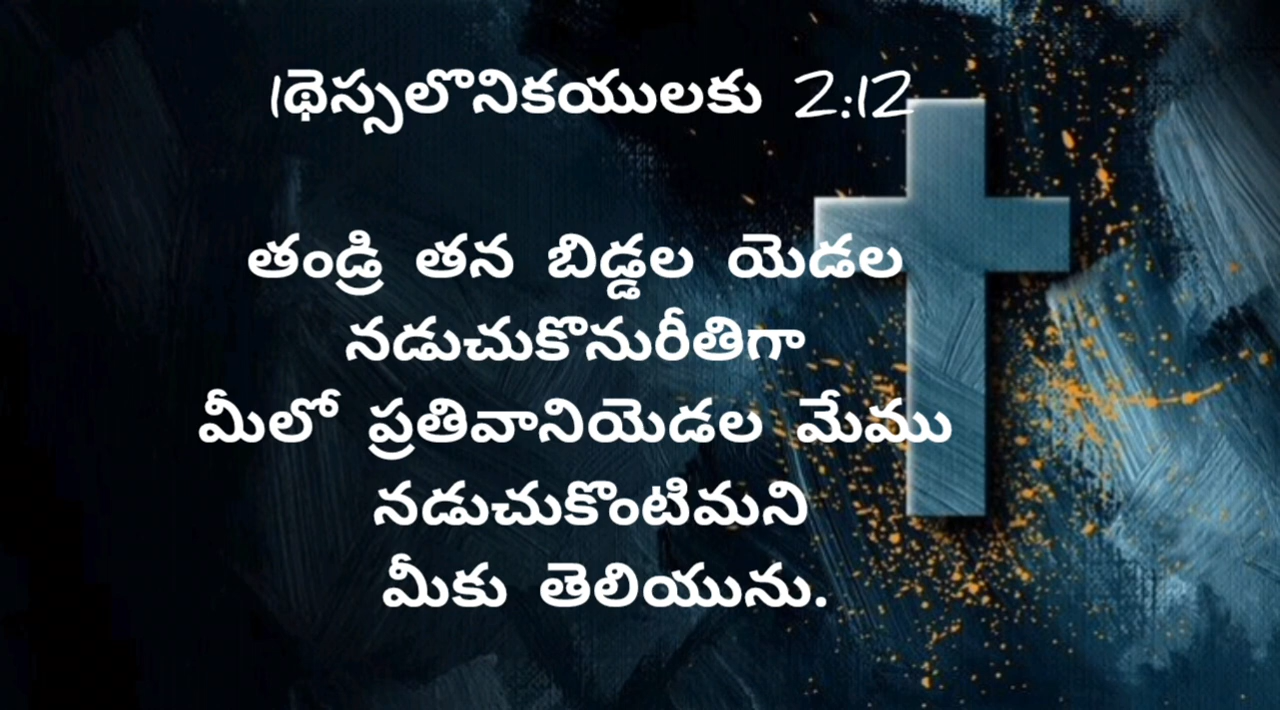 1థెస్సలొనికయులకు 2:12
తండ్రి తన బిడ్డల యెడల
నడుచుకొనురీతిగా
మీలో ప్రతివానియెడల మేము
నడుచుకొంటిమని
మీకు తెలియును.